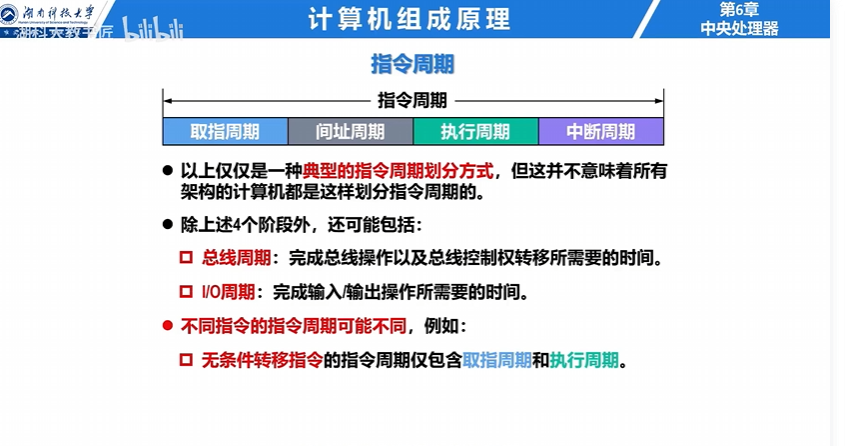 湖南科技大学
Hunan University of Science and Technology
湖科大教书匠 bilibili
计算机组成原理
第6章
中央处理器
指令周期
指令周期
取指周期 间址周期 执行周期 中断周期
● 以上仅仅是一种典型的指令周期划分方式，但这并不意味着所有
架构的计算机都是这样划分指令周期的。
● 除上述4个阶段外，还可能包括：
总线周期：完成总线操作以及总线控制权转移所需要的时间。
I/O周期：完成输入/输出操作所需要的时间。
● 不同指令的指令周期可能不同，例如：
无条件转移指令的指令周期仅包含取指周期和执行周期。